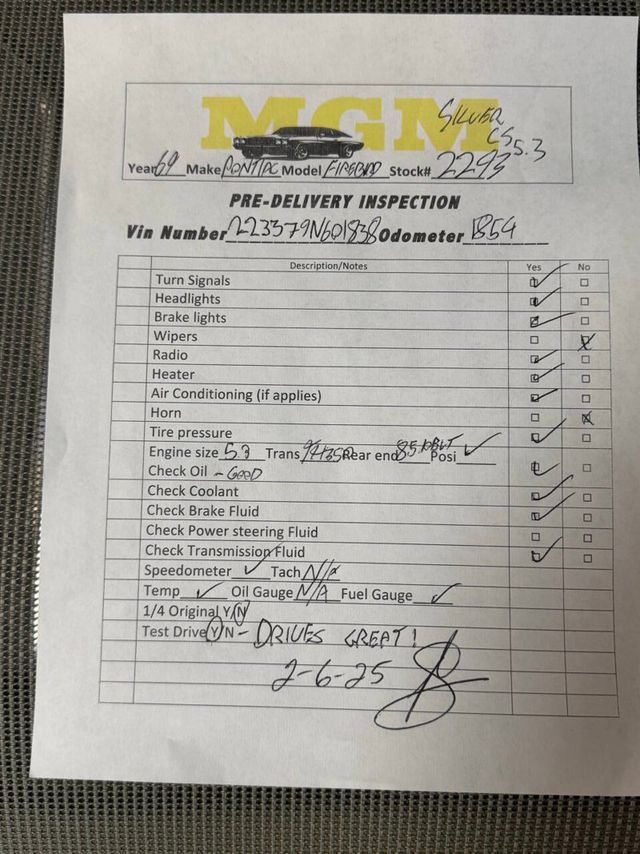 MGM
SILVER
CS
5.3
Year 69 Make PONTIAC Model FIREBIRD Stock# 2293
PRE-DELIVERY INSPECTION
Vin Number 223379N601838 Odometer 1854
Description/Notes Yes No
Turn Signals
Headlights
Brake lights
Wipers
Radio
Heater
Air Conditioning (if applies)
Horn
Tire pressure
Engine size 5.3 Trans Rear end 8.5 10BLT Posi ✓
Check Oil - GOOD
Check Coolant
Check Brake Fluid
Check Power steering Fluid
Check Transmission Fluid
Speedometer ✓ Tach N/A
Temp ✓ Oil Gauge N/A Fuel Gauge ✓
1/4 Original Y N
Test Drive Y N - DRIVES GREAT!
2-6-25